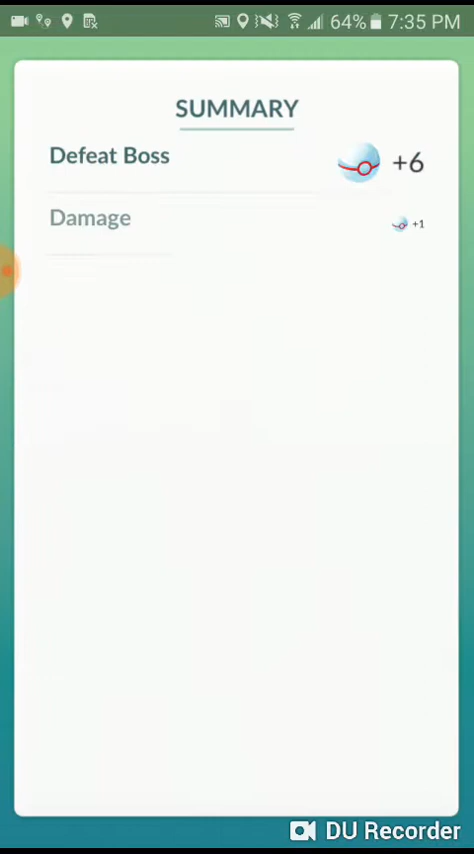 64% 7:35 PM
SUMMARY
Defeat Boss +6
Damage +1
DU Recorder